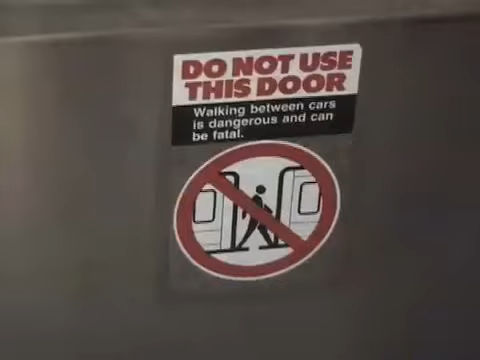 DO NOT USE
THIS DOOR
Walking between cars
is dangerous and can
be fatal.